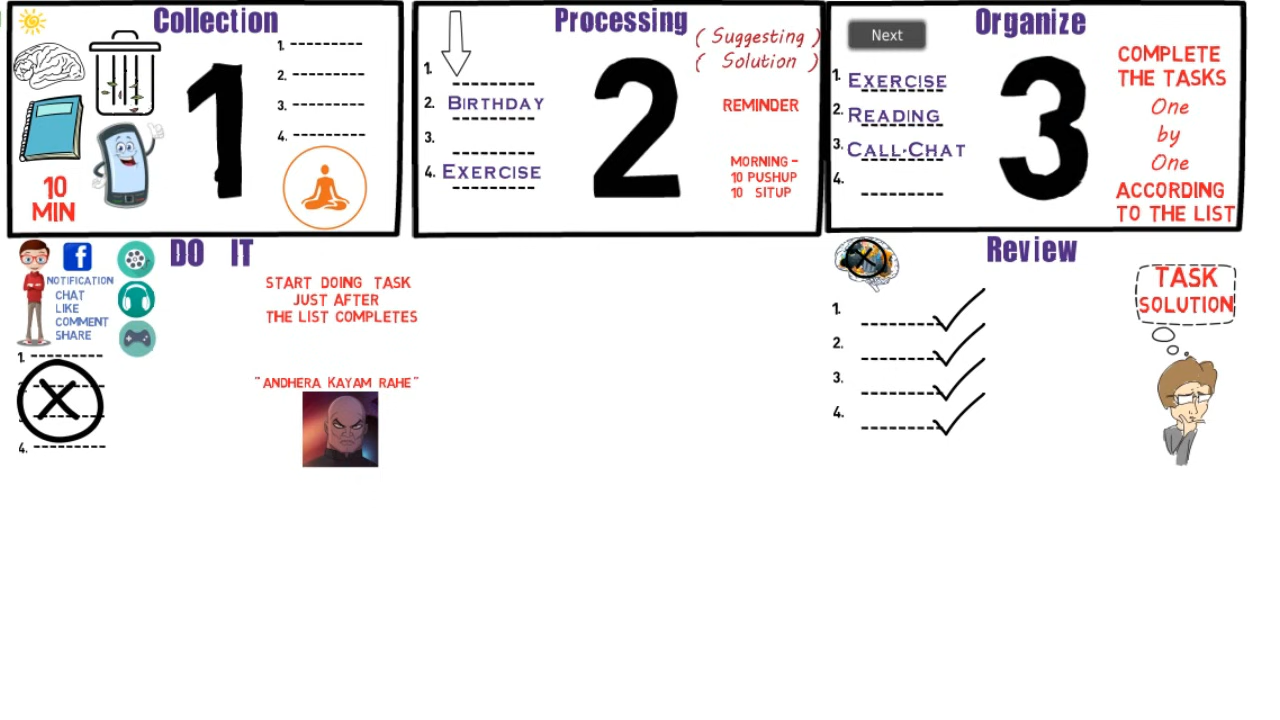 Collection
1.
2.
3.
4.
10
MIN
1
Processing
( Suggesting )
( Solution )
1.
2. BIRTHDAY
3.
4. EXERCISE
2
REMINDER
MORNING -
10 PUSHUP
10 SITUP
Organize
Next
1. EXERCISE
2. READING
3. CALL-CHAT
4.
3
COMPLETE
THE TASKS
One
by
One
ACCORDING
TO THE LIST
DO IT
f
NOTIFICATION
CHAT
LIKE
COMMENT
SHARE
1.
4.
START DOING TASK
JUST AFTER
THE LIST COMPLETES
"ANDHERA KAYAM RAHE"
Review
1.
2.
3.
4.
TASK
SOLUTION